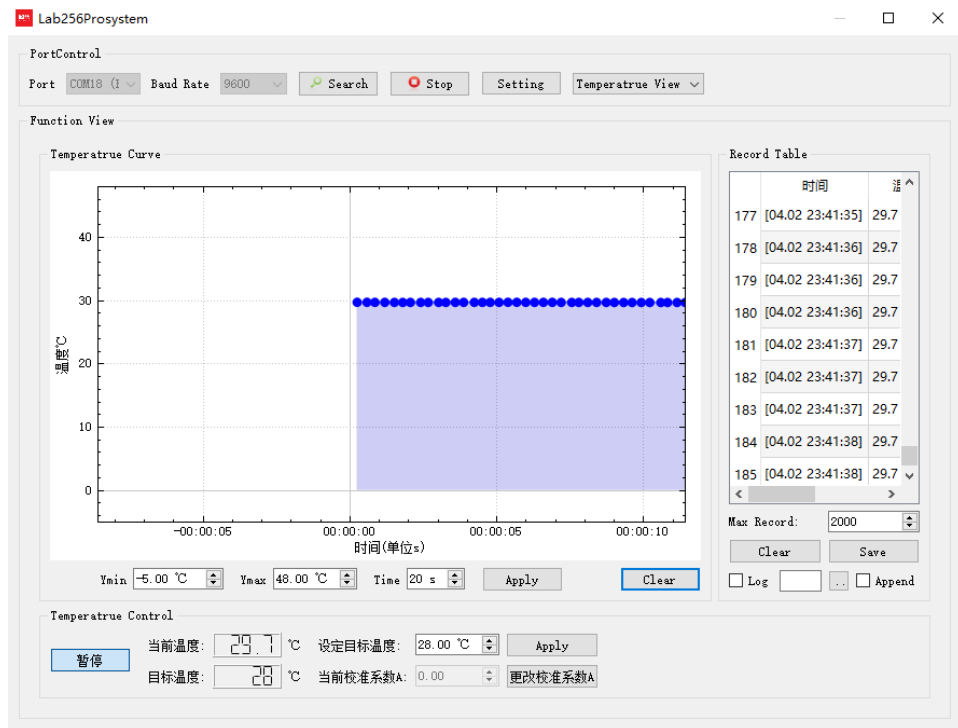 Lab256Prosystem
PortControl
Port COM18 (I Baud Rate 9600 Search Stop Setting Temperatrue View
Function View
Temperatrue Curve
温度℃
40
30
20
10
0
-00:00:05 00:00:00 00:00:05 00:00:10
时间(单位s)
Ymin -5.00 ℃ Ymax 48.00 ℃ Time 20 s Apply Clear
Record Table
时间
177 [04.02 23:41:35] 29.7
178 [04.02 23:41:36] 29.7
179 [04.02 23:41:36] 29.7
180 [04.02 23:41:36] 29.7
181 [04.02 23:41:37] 29.7
182 [04.02 23:41:37] 29.7
183 [04.02 23:41:37] 29.7
184 [04.02 23:41:38] 29.7
185 [04.02 23:41:38] 29.7
Max Record: 2000
Clear Save
Log .. Append
Temperatrue Control
暂停
当前温度: 29.7 ℃ 设定目标温度: 28.00 ℃ Apply
目标温度: 28 ℃ 当前校准系数A: 0.00 更改校准系数A